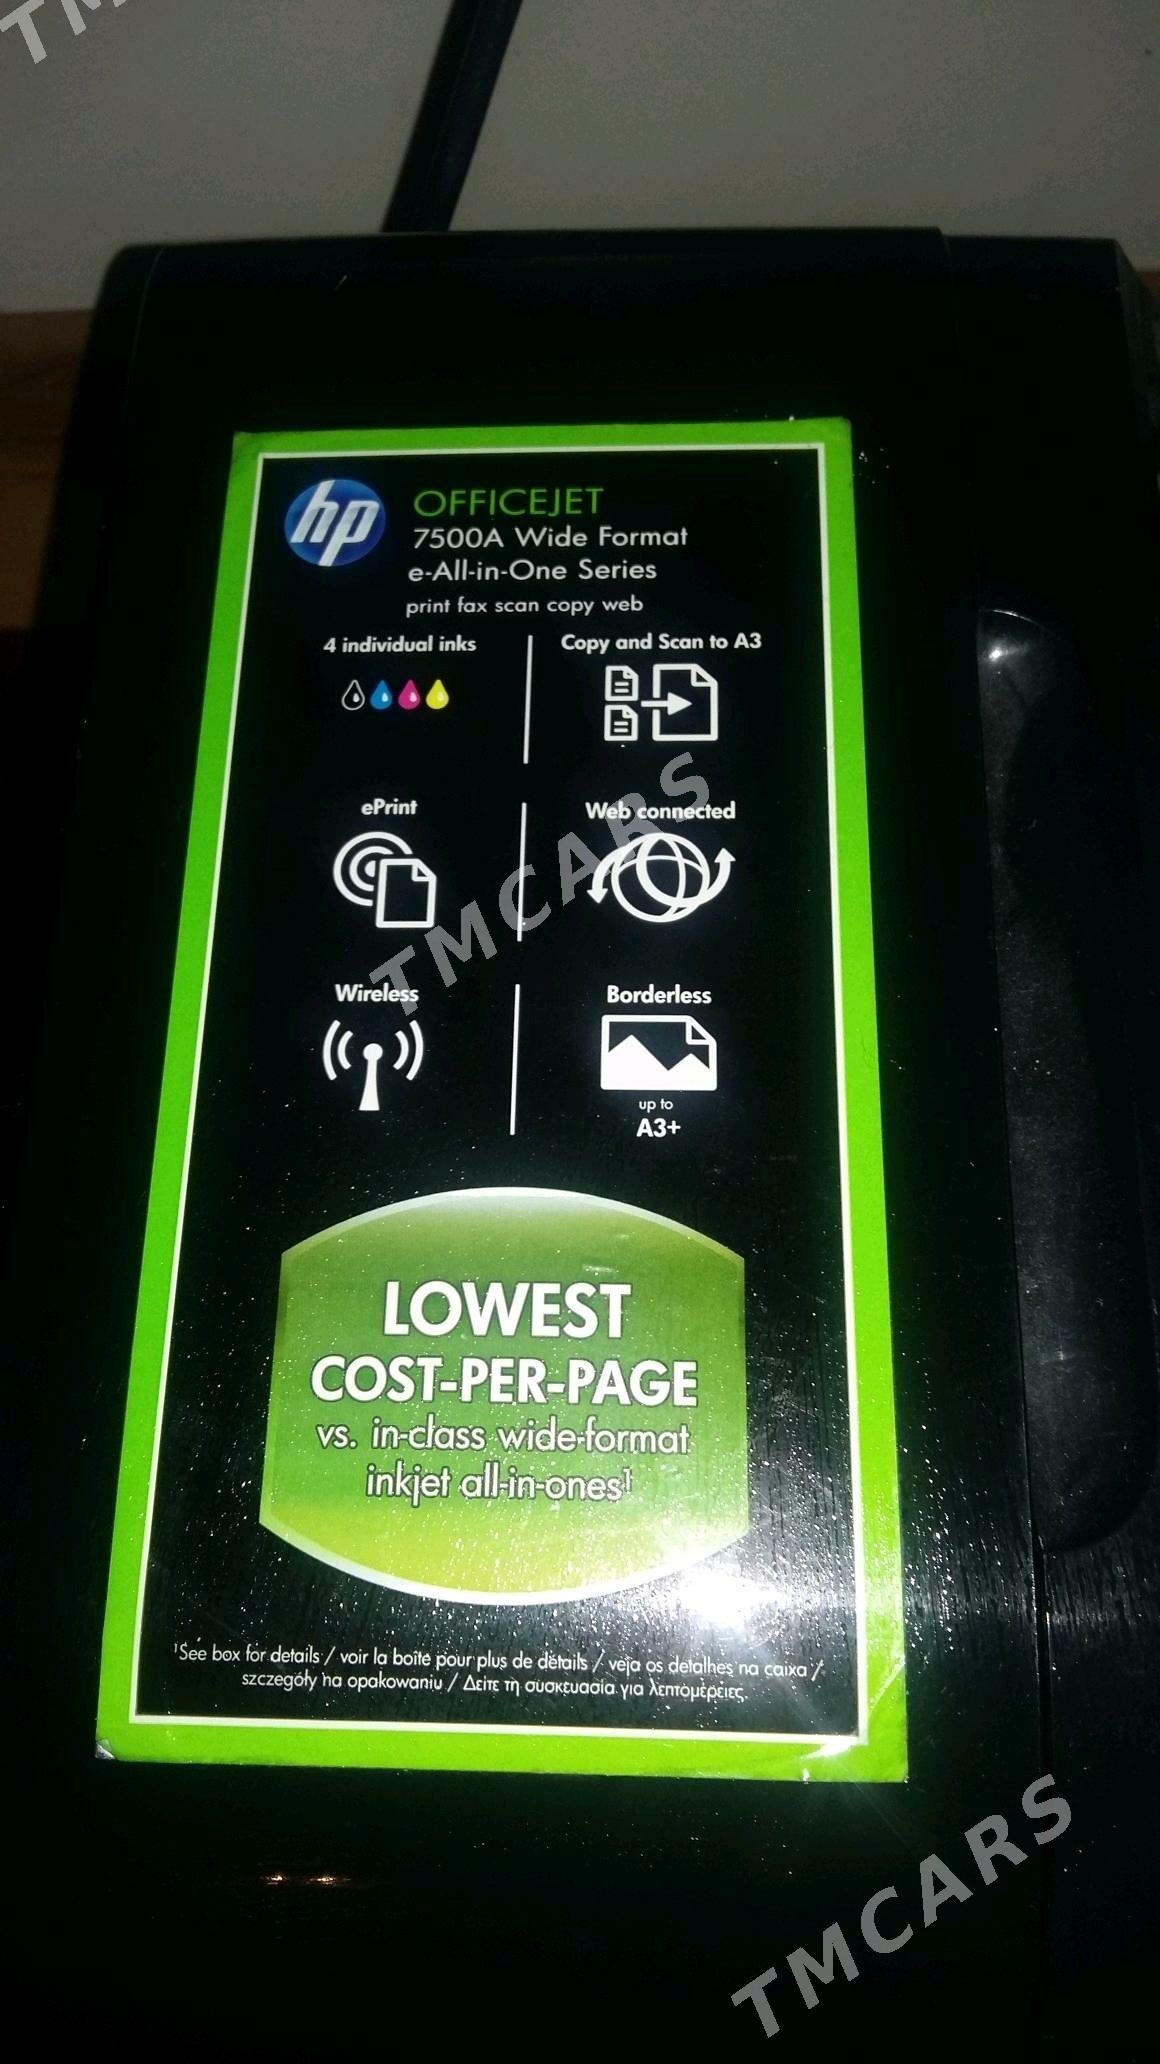 TM
hp
OFFICEJET
7500A Wide Format
e-All-in-One Series
print fax scan copy web
4 individual inks
Copy and Scan to A3
ePrint
Web connected
TMCARS
Wireless
Borderless
up to
A3+
LOWEST
COST-PER-PAGE
vs. in-class wide-format
inkjet all-in-ones¹
¹See box for details / voir la boîte pour plus de détails / veja os detalhes na caixa /
szczegóły na opakowaniu / Δείτε τη συσκευασία για λεπτομέρειες.
TMCARS